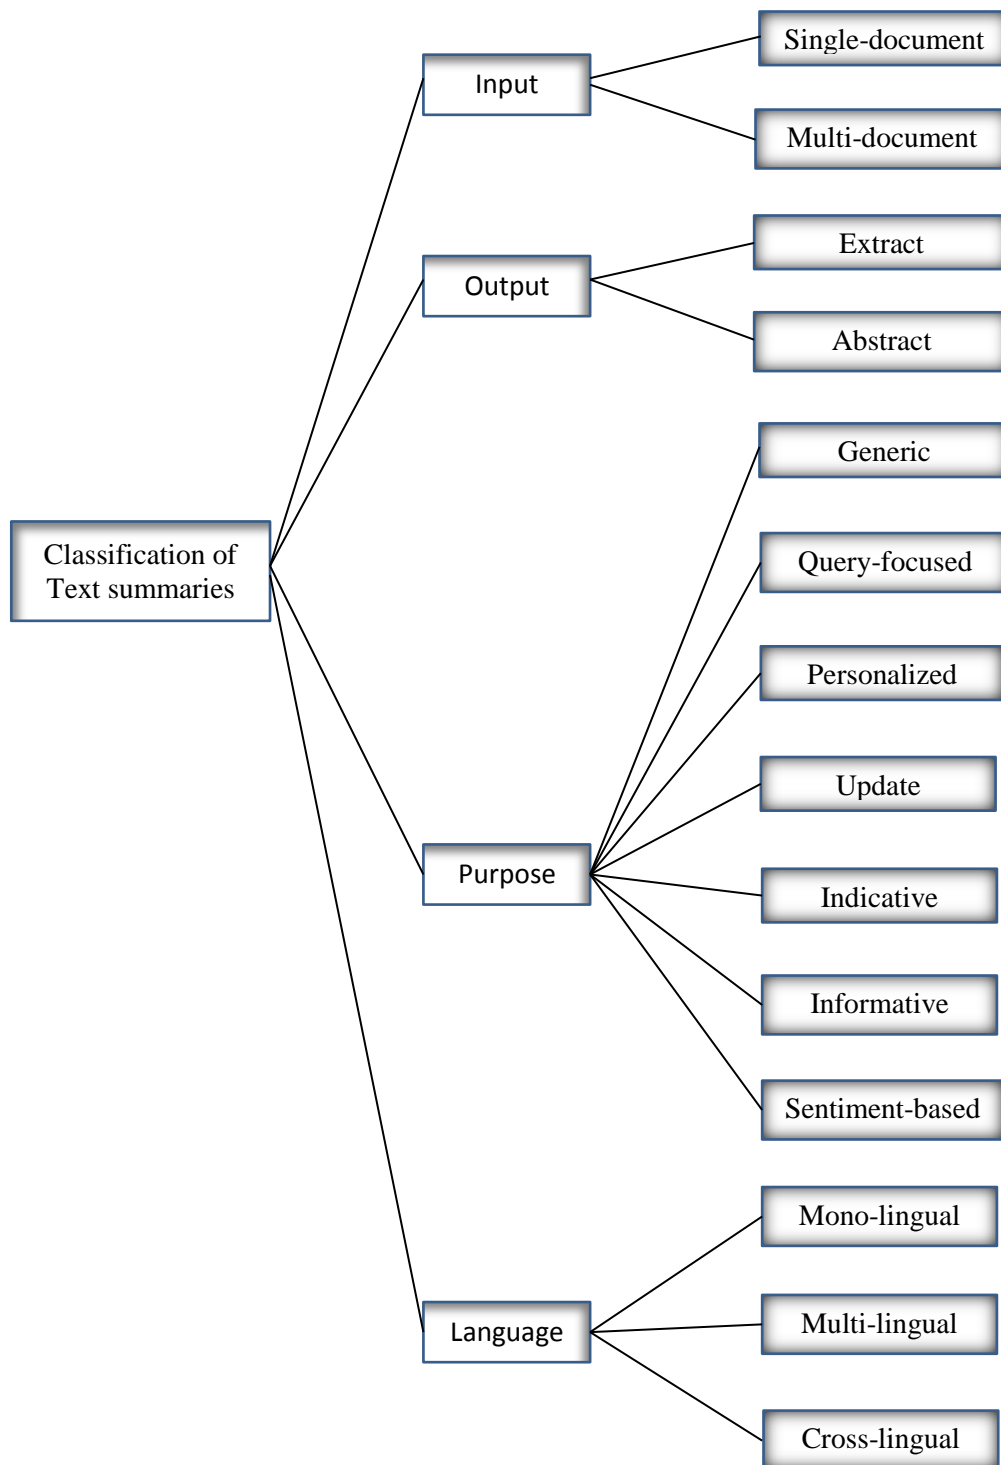 Classification of
Text summaries
Input
Single-document
Multi-document
Output
Extract
Abstract
Purpose
Generic
Query-focused
Personalized
Update
Indicative
Informative
Sentiment-based
Language
Mono-lingual
Multi-lingual
Cross-lingual